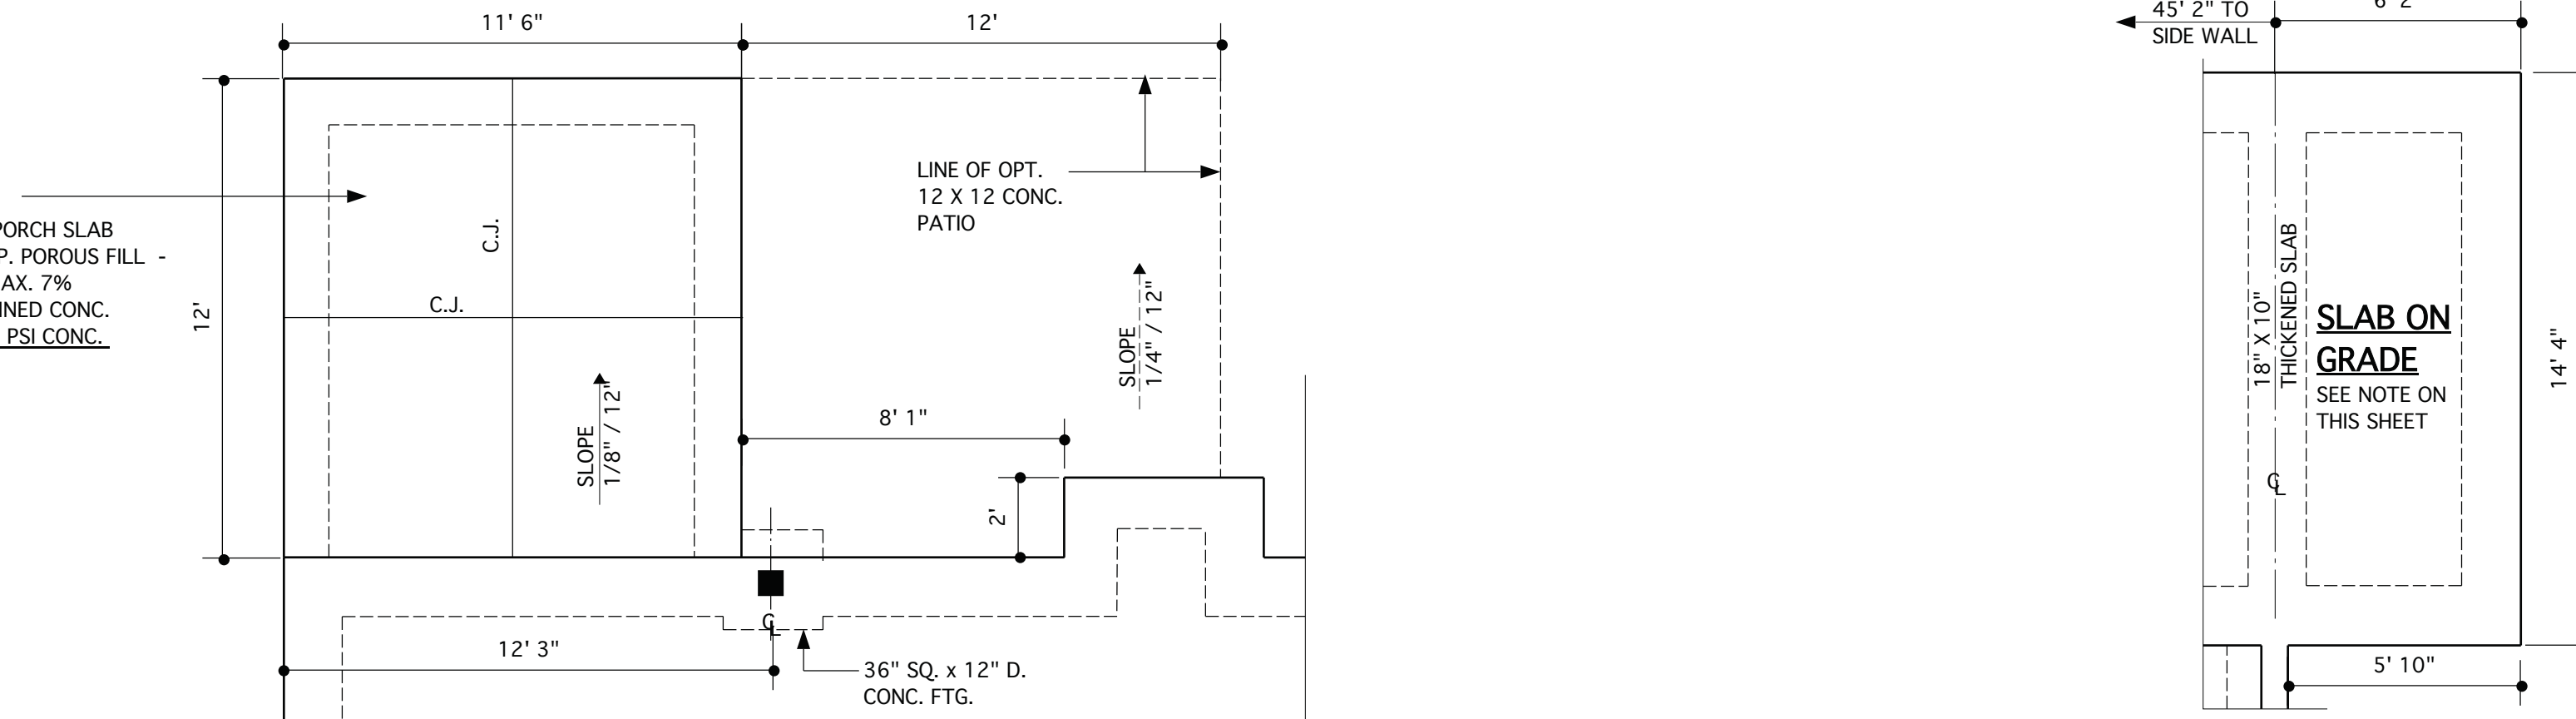 11' 6"
12'
45' 2" TO
SIDE WALL
LINE OF OPT.
12 X 12 CONC.
PATIO
PORCH SLAB
POROUS FILL -
7%
CONC.
PSI CONC.
12'
C.J.
C.J.
SLOPE
1/8" / 12"
SLOPE
1/4" / 12"
8' 1"
2'
CL
12' 3"
36" SQ. x 12" D.
CONC. FTG.
18" X 10"
THICKENED SLAB
CL
SLAB ON
GRADE
SEE NOTE ON
THIS SHEET
14' 4"
5' 10"